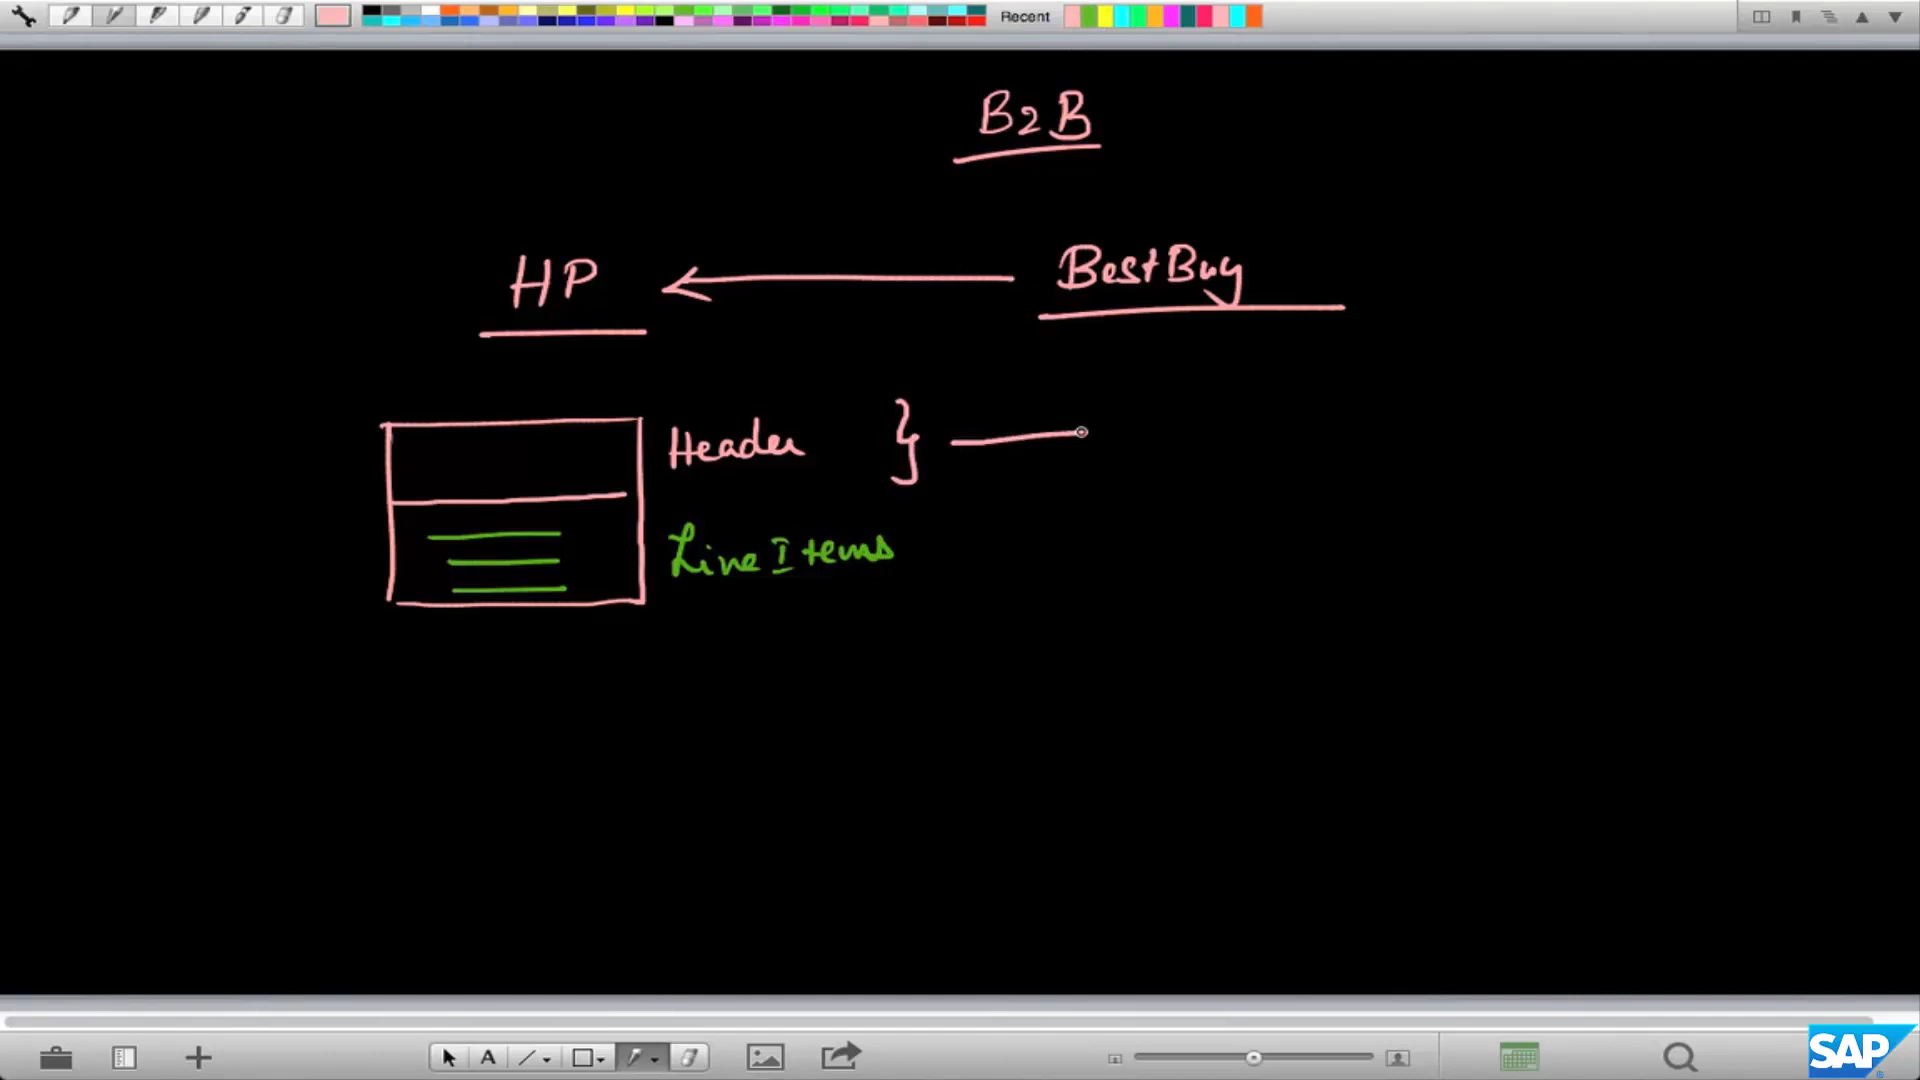 Recent
B2B
HP
BestBuy
Header
Line Items
A
SAP